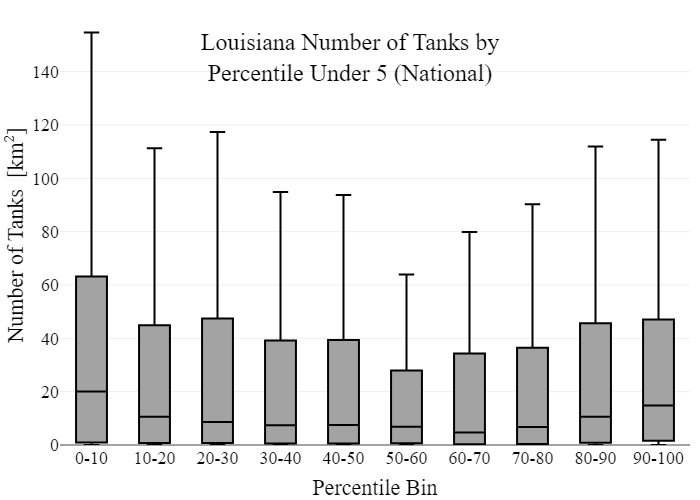 Louisiana Number of Tanks by
Percentile Under 5 (National)
Number of Tanks [km²]
140
120
100
80
60
40
20
0
0-10 10-20 20-30 30-40 40-50 50-60 60-70 70-80 80-90 90-100
Percentile Bin